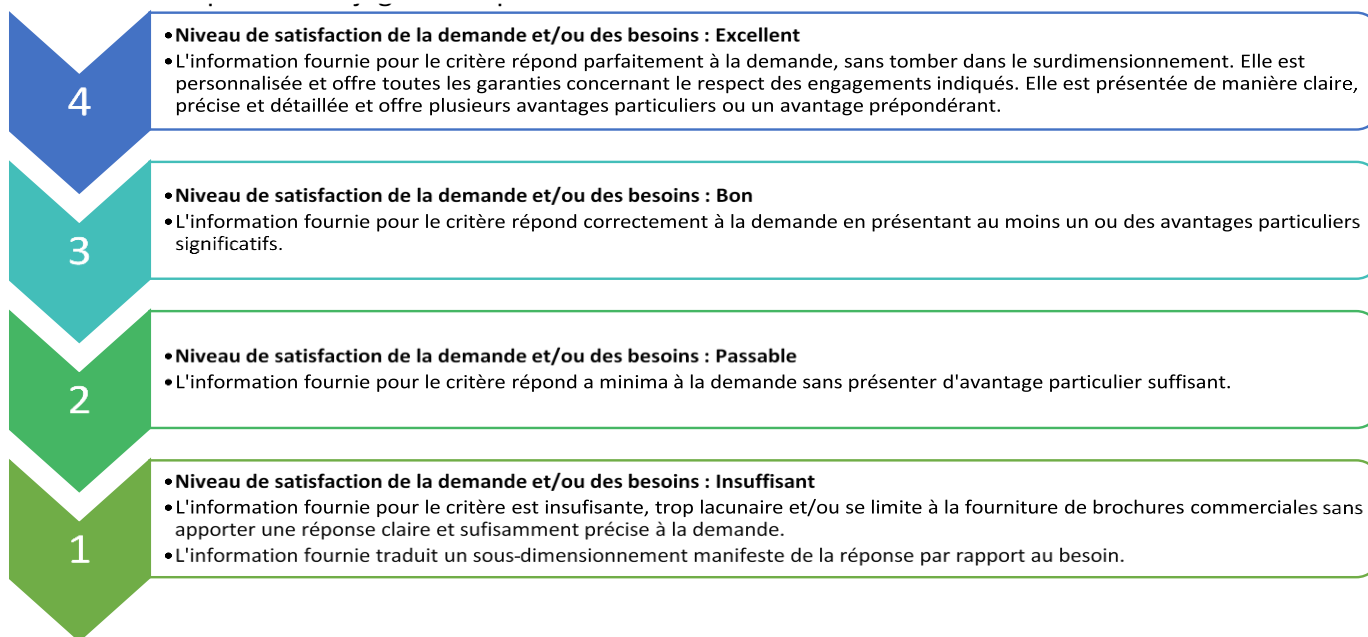 4
•Niveau de satisfaction de la demande et/ou des besoins : Excellent
•L'information fournie pour le critère répond parfaitement à la demande, sans tomber dans le surdimensionnement. Elle est
personnalisée et offre toutes les garanties concernant le respect des engagements indiqués. Elle est présentée de manière claire,
précise et détaillée et offre plusieurs avantages particuliers ou un avantage prépondérant.
3
•Niveau de satisfaction de la demande et/ou des besoins : Bon
•L'information fournie pour le critère répond correctement à la demande en présentant au moins un ou des avantages particuliers
significatifs.
2
•Niveau de satisfaction de la demande et/ou des besoins : Passable
•L'information fournie pour le critère répond a minima à la demande sans présenter d'avantage particulier suffisant.
1
•Niveau de satisfaction de la demande et/ou des besoins : Insuffisant
•L'information fournie pour le critère est insufisante, trop lacunaire et/ou se limite à la fourniture de brochures commerciales sans
apporter une réponse claire et sufisamment précise à la demande.
•L'information fournie traduit un sous-dimensionnement manifeste de la réponse par rapport au besoin.